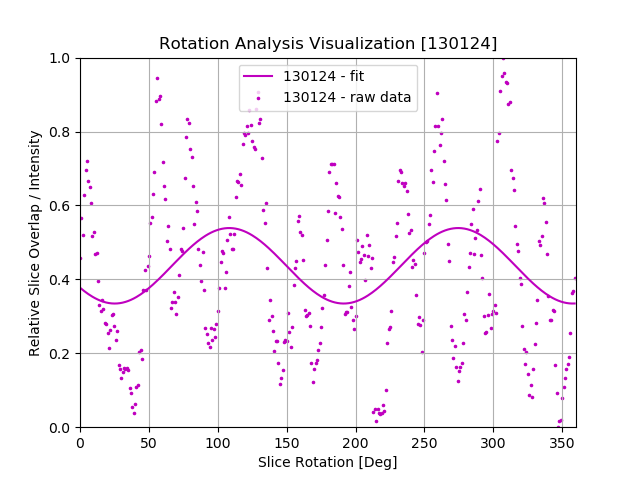 Rotation Analysis Visualization [130124]
130124 - fit
130124 - raw data
Relative Slice Overlap / Intensity
1.0
0.8
0.6
0.4
0.2
0.0
0 50 100 150 200 250 300 350
Slice Rotation [Deg]